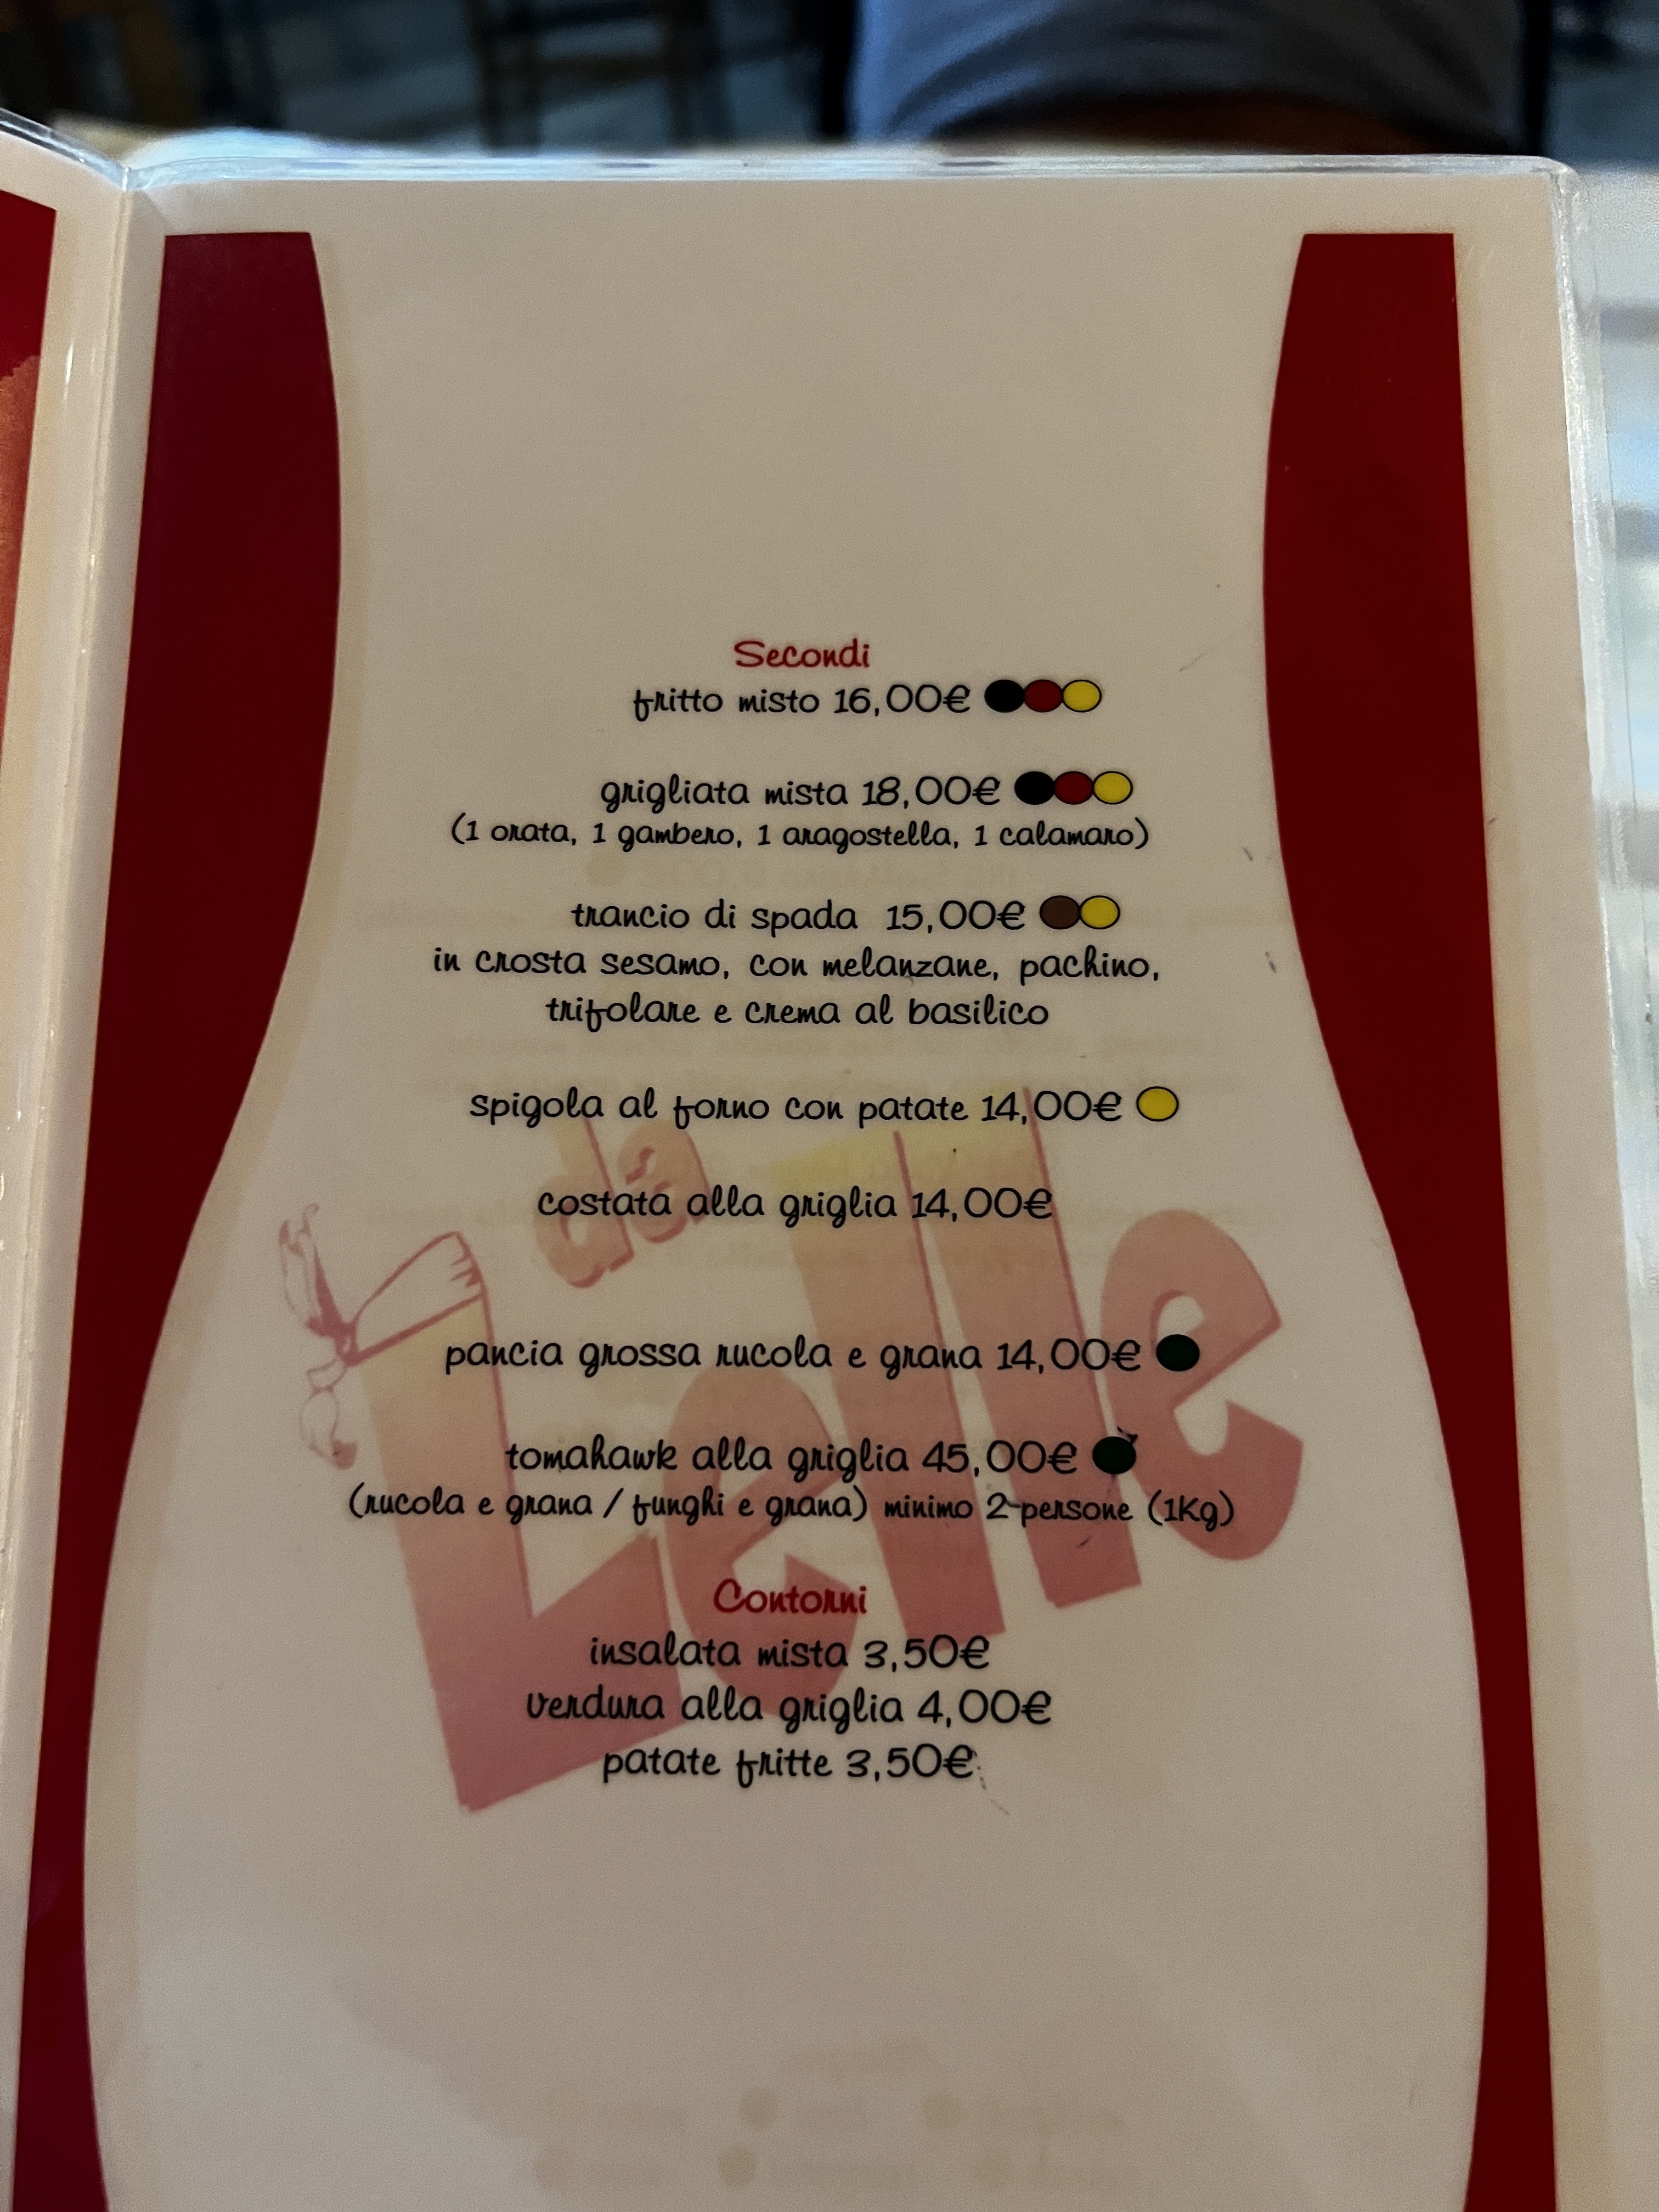 Secondi
fritto misto 16,00€
grigliata mista 18,00€
(1 orata, 1 gambero, 1 aragostella, 1 calamaro)
trancio di spada 15,00€
in crosta sesamo, con melanzane, pachino,
trifolare e crema al basilico
spigola al forno con patate 14,00€
costata alla griglia 14,00€
da
Lelle
pancia grossa rucola e grana 14,00€
tomahawk alla griglia 45,00€
(rucola e grana / funghi e grana) minimo 2 persone (1Kg)
Contorni
insalata mista 3,50€
verdura alla griglia 4,00€
patate fritte 3,50€